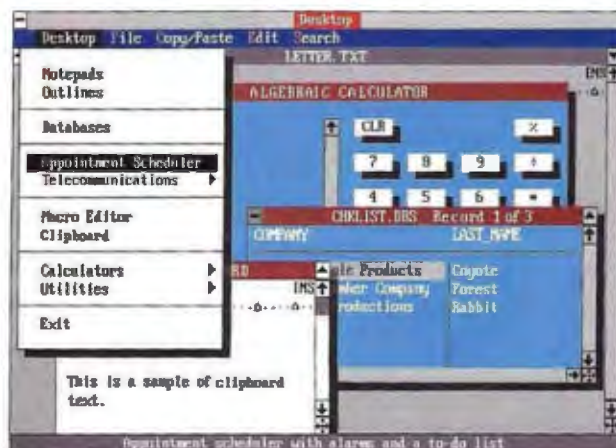 Desktop
Desktop File Copy/Paste Edit Search
LETTER.TXT
INS
Notepads
Outlines
Databases
Appointment Scheduler
Telecommunications
Macro Editor
Clipboard
Calculators
Utilities
Exit
ALGEBRAIC CALCULATOR
CLR %
7 8 9 ÷
4 5 6
CHKLIST.DBS Record 1 of 3
COMPANY LAST_NAME
Products Coyote
Company Forest
Rabbit
INS
This is a sample of clipboard
text.
Appointment scheduler with alarms and a to-do list